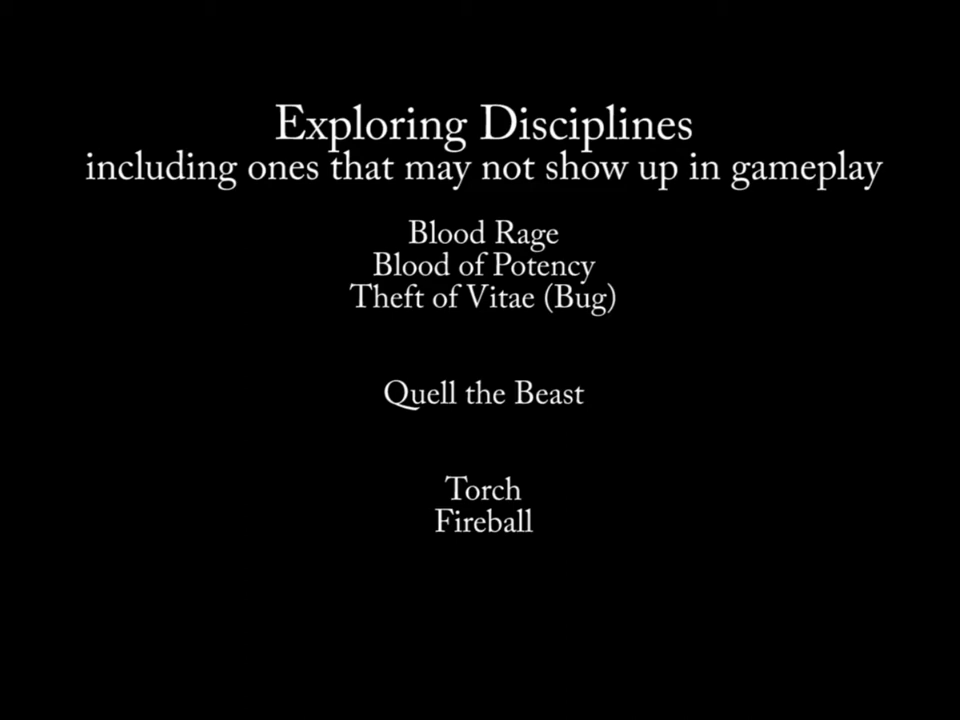 Exploring Disciplines
including ones that may not show up in gameplay
Blood Rage
Blood of Potency
Theft of Vitae (Bug)
Quell the Beast
Torch
Fireball